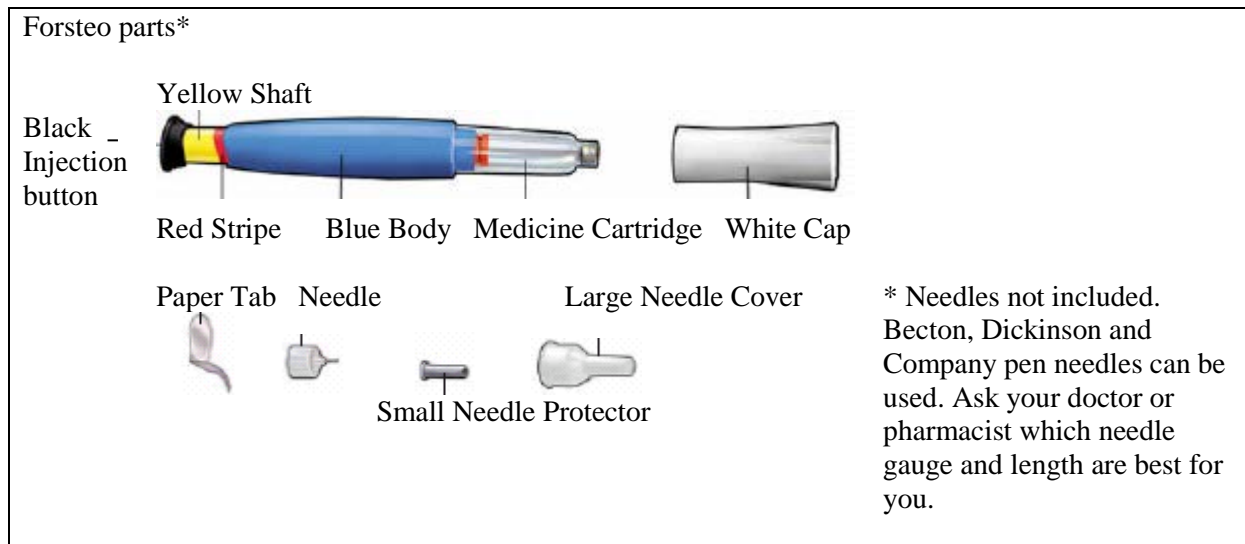 Forsteo parts*
Yellow Shaft
Black
Injection
button
Red Stripe
Blue Body
Medicine Cartridge
White Cap
Paper Tab
Needle
Large Needle Cover
Small Needle Protector
* Needles not included.
Becton, Dickinson and
Company pen needles can be
used. Ask your doctor or
pharmacist which needle
gauge and length are best for
you.